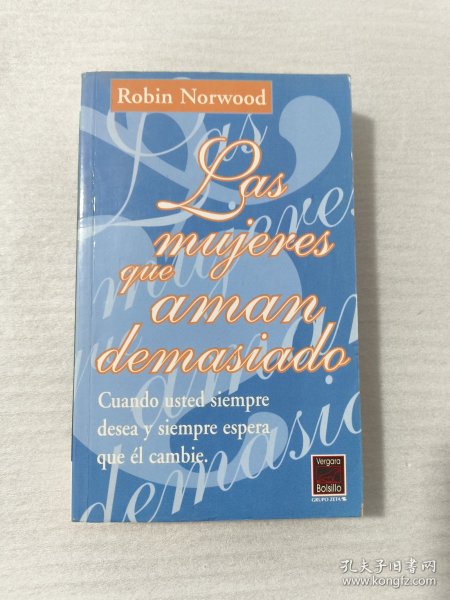 Robin Norwood
Las
mujeres
que
aman
demasiado
Cuando usted siempre
desea y siempre espera
que él cambie.
Vergara
Bolsillo
GRUPO ZETA
孔夫子旧书网
www.kongfz.com